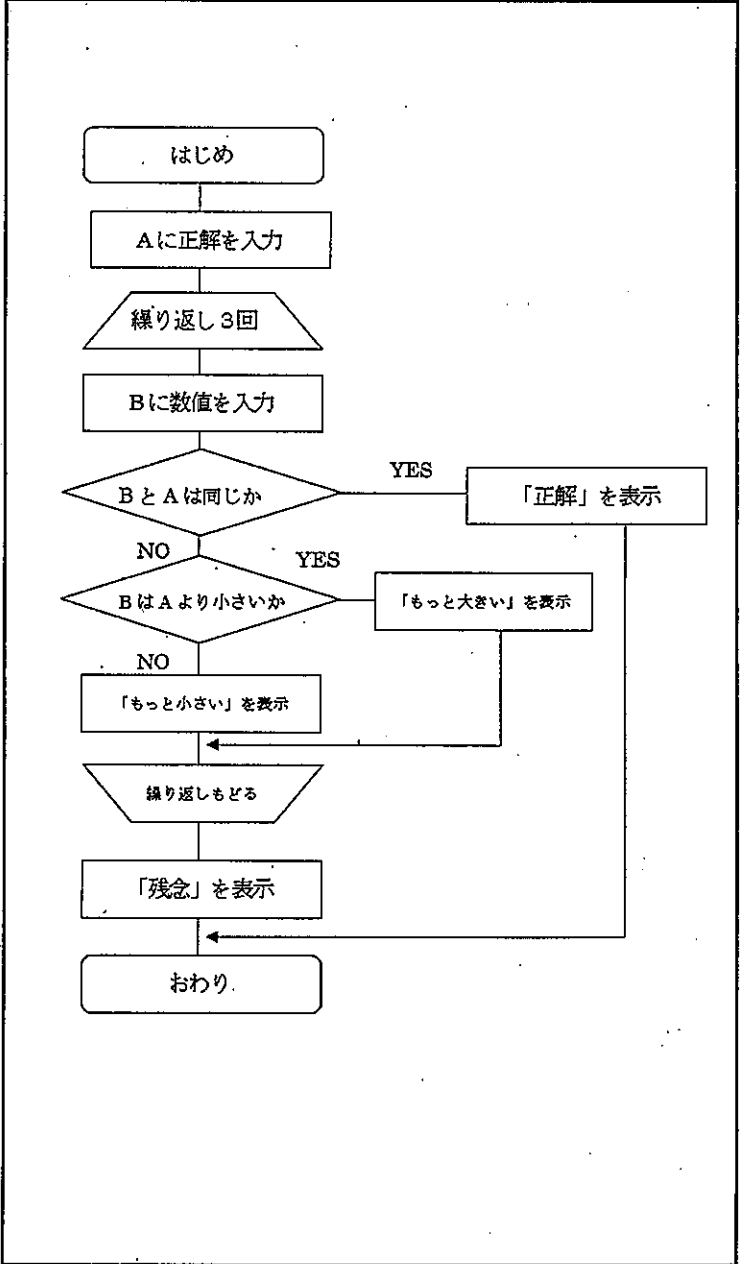 はじめ
Aに正解を入力
繰り返し3回
Bに数値を入力
BとAは同じか
YES
「正解」を表示
NO
YES
BはAより小さいか
「もっと大きい」を表示
NO
「もっと小さい」を表示
繰り返しもどる
「残念」を表示
おわり